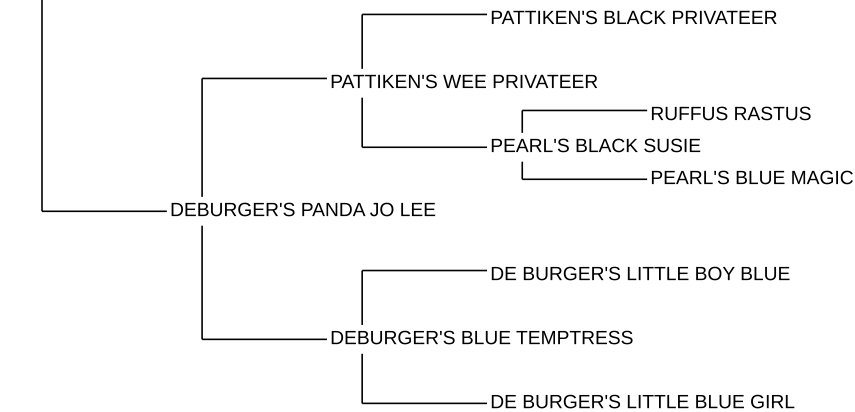 PATTIKEN'S BLACK PRIVATEER
PATTIKEN'S WEE PRIVATEER
RUFFUS RASTUS
PEARL'S BLACK SUSIE
PEARL'S BLUE MAGIC
DEBURGER'S PANDA JO LEE
DE BURGER'S LITTLE BOY BLUE
DEBURGER'S BLUE TEMPTRESS
DE BURGER'S LITTLE BLUE GIRL